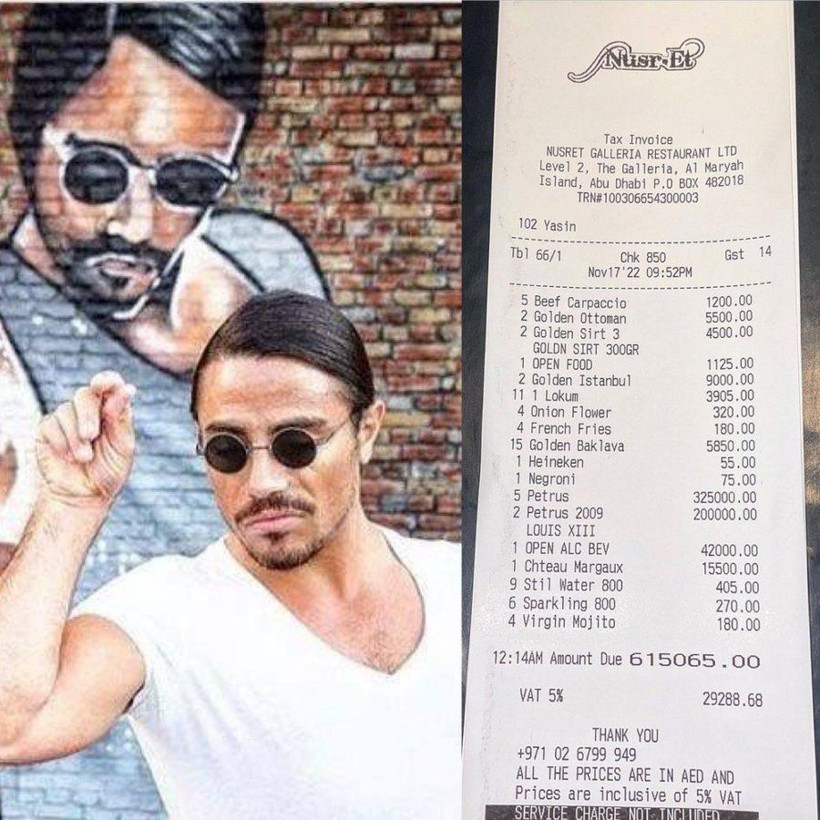 Nusr-Et
Tax Invoice
NUSRET GALLERIA RESTAURANT LTD
Level 2, The Galleria, Al Maryah
Island, Abu Dhabi P.O BOX 482018
TRN#100306654300003
102 Yasin
Tbl 66/1 Chk 850 Gst 14
Nov17'22 09:52PM
5 Beef Carpaccio 1200.00
2 Golden Ottoman 5500.00
2 Golden Sirt 3 4500.00
GOLDN SIRT 300GR
1 OPEN FOOD 1125.00
2 Golden Istanbul 9000.00
11 1 Lokum 3905.00
4 Onion Flower 320.00
4 French Fries 180.00
15 Golden Baklava 5850.00
1 Heineken 55.00
1 Negroni 75.00
5 Petrus 325000.00
2 Petrus 2009 200000.00
LOUIS XIII
1 OPEN ALC BEV 42000.00
1 Chteau Margaux 15500.00
9 Stil Water 800 405.00
6 Sparkling 800 270.00
4 Virgin Mojito 180.00
12:14AM Amount Due 615065.00
VAT 5% 29288.68
THANK YOU
+971 02 6799 949
ALL THE PRICES ARE IN AED AND
Prices are inclusive of 5% VAT
SERVICE CHARGE NOT INCLUDED